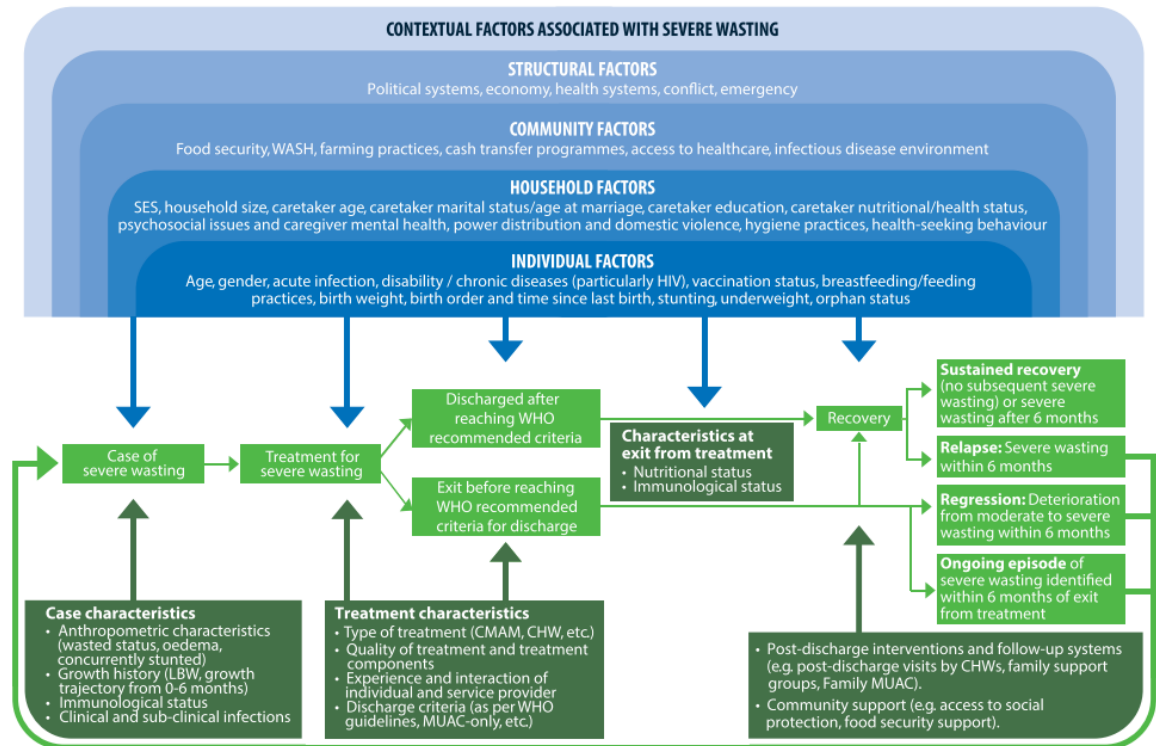 CONTEXTUAL FACTORS ASSOCIATED WITH SEVERE WASTING
STRUCTURAL FACTORS
Political systems, economy, health systems, conflict, emergency
COMMUNITY FACTORS
Food security, WASH, farming practices, cash transfer programmes, access to healthcare, infectious disease environment
HOUSEHOLD FACTORS
SES, household size, caretaker age, caretaker marital status/age at marriage, caretaker education, caretaker nutritional/health status,
psychosocial issues and caregiver mental health, power distribution and domestic violence, hygiene practices, health-seeking behaviour
INDIVIDUAL FACTORS
Age, gender, acute infection, disability / chronic diseases (particularly HIV), vaccination status, breastfeeding/feeding
practices, birth weight, birth order and time since last birth, stunting, underweight, orphan status
Case of
severe wasting
Treatment for
severe wasting
Discharged after
reaching WHO
recommended criteria
Exit before reaching
WHO recommended
criteria for discharge
Characteristics at
exit from treatment
• Nutritional status
• Immunological status
Recovery
Sustained recovery
(no subsequent severe
wasting) or severe
wasting after 6 months
Relapse: Severe wasting
within 6 months
Regression: Deterioration
from moderate to severe
wasting within 6 months
Ongoing episode of
severe wasting identified
within 6 months of exit
from treatment
Case characteristics
• Anthropometric characteristics
(wasted status, oedema,
concurrently stunted)
• Growth history (LBW, growth
trajectory from 0-6 months)
• Immunological status
• Clinical and sub-clinical infections
Treatment characteristics
• Type of treatment (CMAM, CHW, etc.)
• Quality of treatment and treatment
components
• Experience and interaction of
individual and service provider
• Discharge criteria (as per WHO
guidelines, MUAC-only, etc.)
• Post-discharge interventions and follow-up systems
(e.g. post-discharge visits by CHWs, family support
groups, Family MUAC).
• Community support (e.g. access to social
protection, food security support).